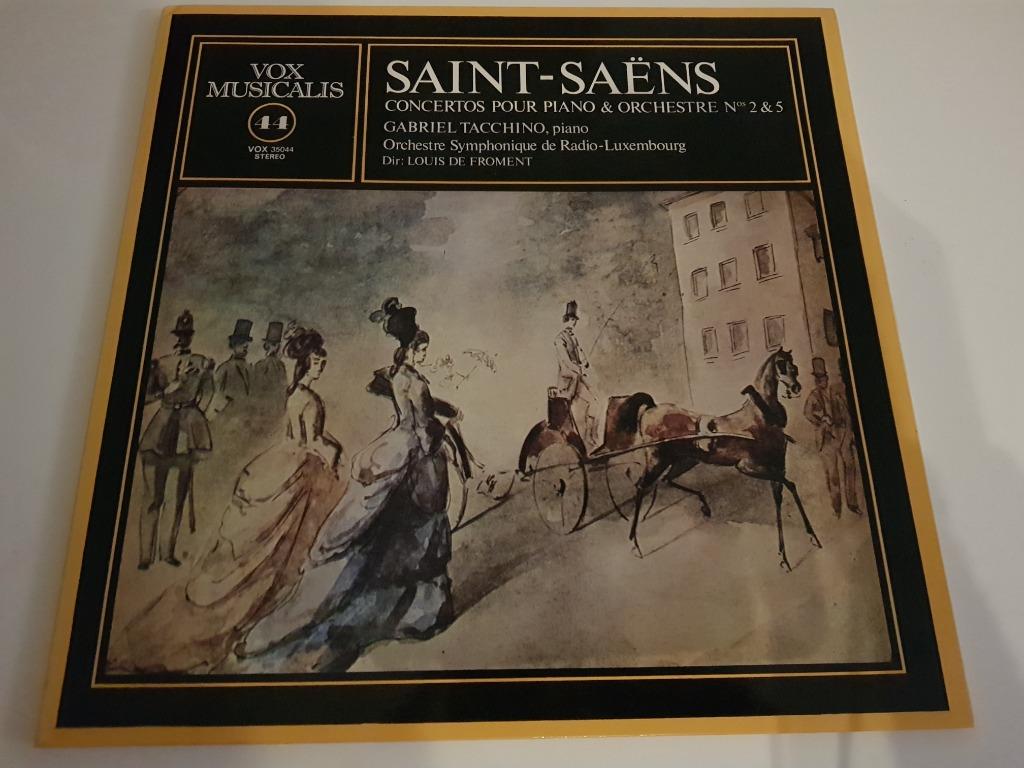 VOX
MUSICALIS
44
VOX 35044
STEREO
SAINT-SAËNS
CONCERTOS POUR PIANO & ORCHESTRE Nos 2 & 5
GABRIEL TACCHINO, piano
Orchestre Symphonique de Radio-Luxembourg
Dir: LOUIS DE FROMENT